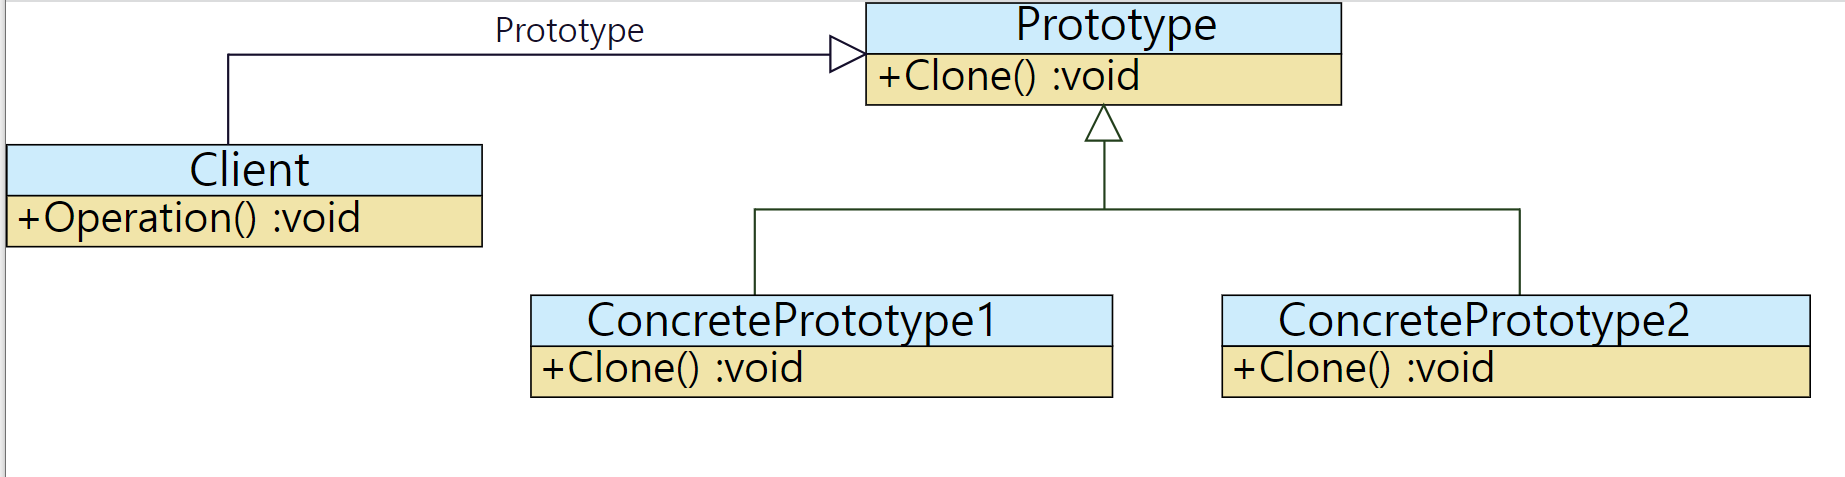 Prototype
Prototype
+Clone() :void
Client
+Operation() :void
ConcretePrototype1
+Clone() :void
ConcretePrototype2
+Clone() :void